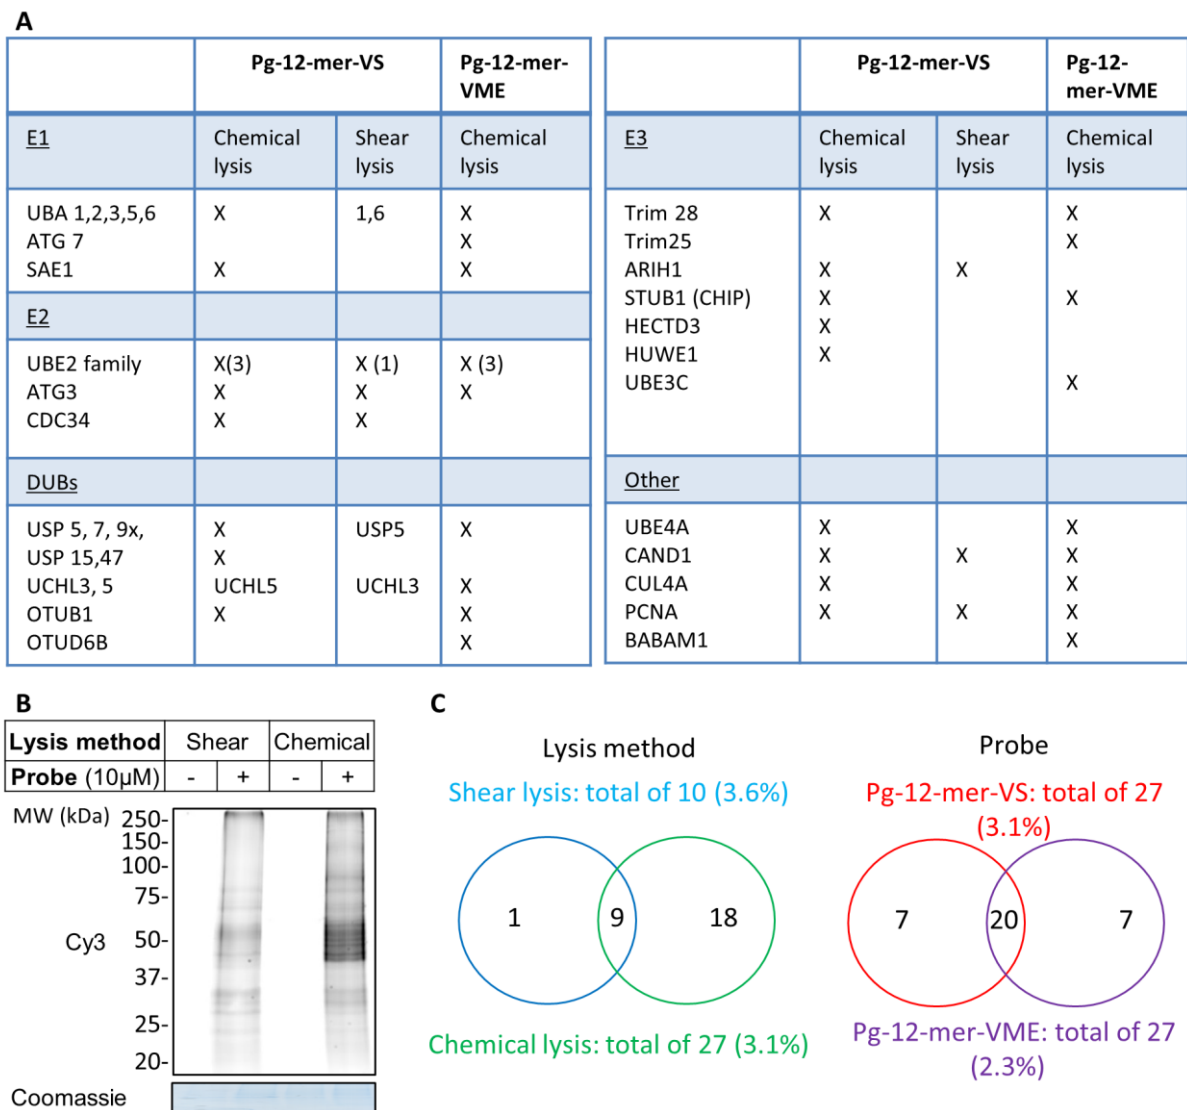 A
Pg-12-mer-VS Pg-12-mer-
VME
E1 Chemical Shear Chemical
lysis lysis lysis
UBA 1,2,3,5,6 X 1,6 X
ATG 7 X
SAE1 X X
E2
UBE2 family X(3) X (1) X (3)
ATG3 X X X
CDC34 X X
DUBs
USP 5, 7, 9x, X USP5 X
USP 15,47 X
UCHL3, 5 UCHL5 UCHL3 X
OTUB1 X X
OTUD6B X
Pg-12-mer-VS Pg-12-
mer-VME
E3 Chemical Shear Chemical
lysis lysis lysis
Trim 28 X X
Trim25 X
ARIH1 X X
STUB1 (CHIP) X X
HECTD3 X
HUWE1 X
UBE3C X
Other
UBE4A X X
CAND1 X X X
CUL4A X X
PCNA X X X
BABAM1 X
B
Lysis method Shear Chemical
Probe (10µM) - + - +
MW (kDa) 250-
150-
100-
75-
Cy3 50-
37-
25-
20-
Coomassie
C
Lysis method
Shear lysis: total of 10 (3.6%)
1 9 18
Chemical lysis: total of 27 (3.1%)
Probe
Pg-12-mer-VS: total of 27
(3.1%)
7 20 7
Pg-12-mer-VME: total of 27
(2.3%)